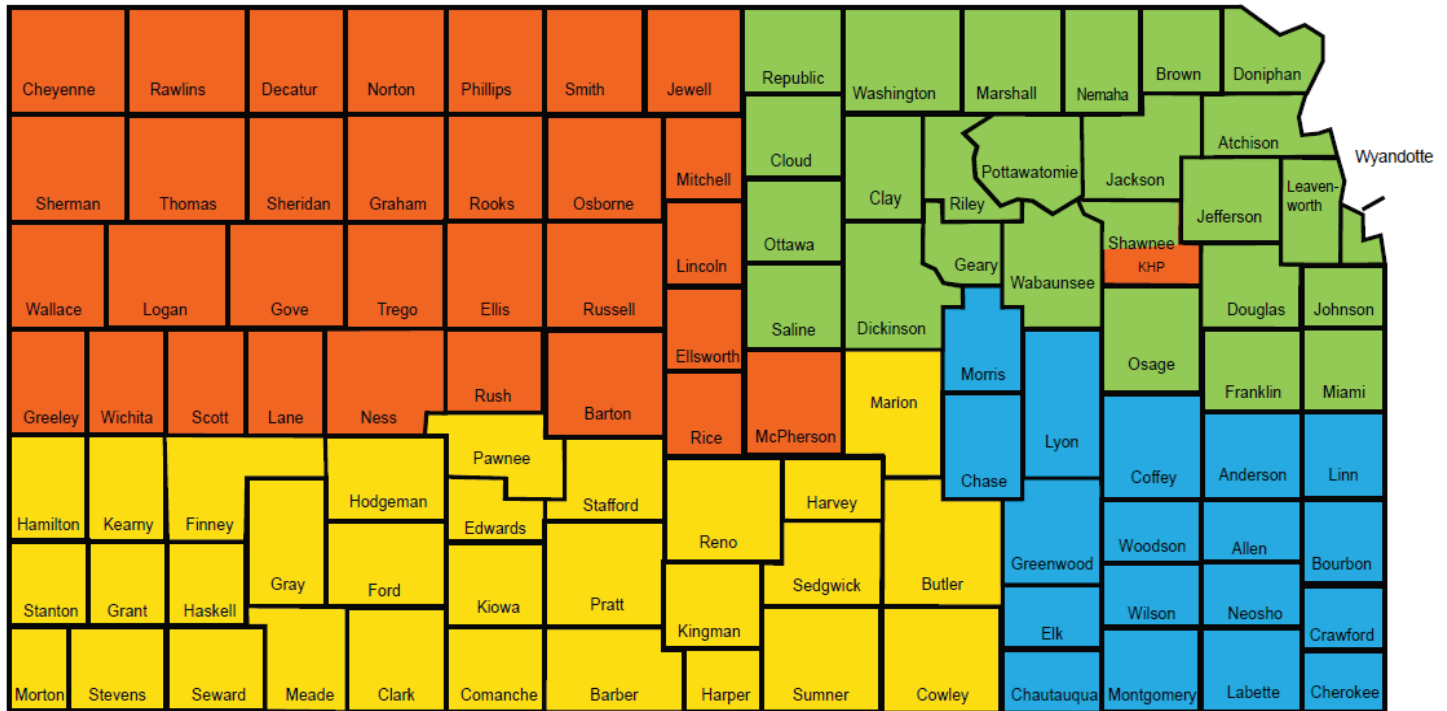 Cheyenne
Rawlins
Decatur
Norton
Phillips
Smith
Jewell
Republic
Washington
Marshall
Nemaha
Brown
Doniphan
Sherman
Thomas
Sheridan
Graham
Rooks
Osborne
Mitchell
Cloud
Clay
Riley
Pottawatomie
Jackson
Atchison
Wyandotte
Jefferson
Leaven-
worth
Wallace
Logan
Gove
Trego
Ellis
Russell
Lincoln
Ottawa
Saline
Dickinson
Geary
Wabaunsee
Shawnee
KHP
Douglas
Johnson
Greeley
Wichita
Scott
Lane
Ness
Rush
Barton
Ellsworth
Rice
McPherson
Marion
Morris
Chase
Lyon
Osage
Franklin
Miami
Hamilton
Kearny
Finney
Hodgeman
Pawnee
Edwards
Stafford
Reno
Harvey
Sedgwick
Butler
Greenwood
Coffey
Anderson
Linn
Woodson
Allen
Bourbon
Stanton
Grant
Haskell
Gray
Ford
Kiowa
Pratt
Kingman
Elk
Wilson
Neosho
Crawford
Morton
Stevens
Seward
Meade
Clark
Comanche
Barber
Harper
Sumner
Cowley
Chautauqua
Montgomery
Labette
Cherokee